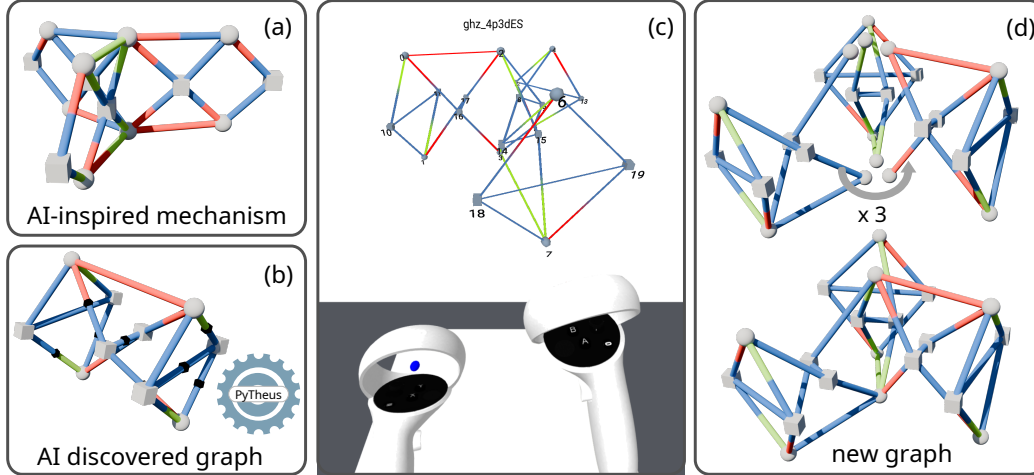 (a)
AI-inspired mechanism
(b)
PyTheus
AI discovered graph
(c)
ghz_4p3dES
0
2
6
13
17
16
10
1
14
15
3
18
19
7
B
A
(d)
x 3
new graph